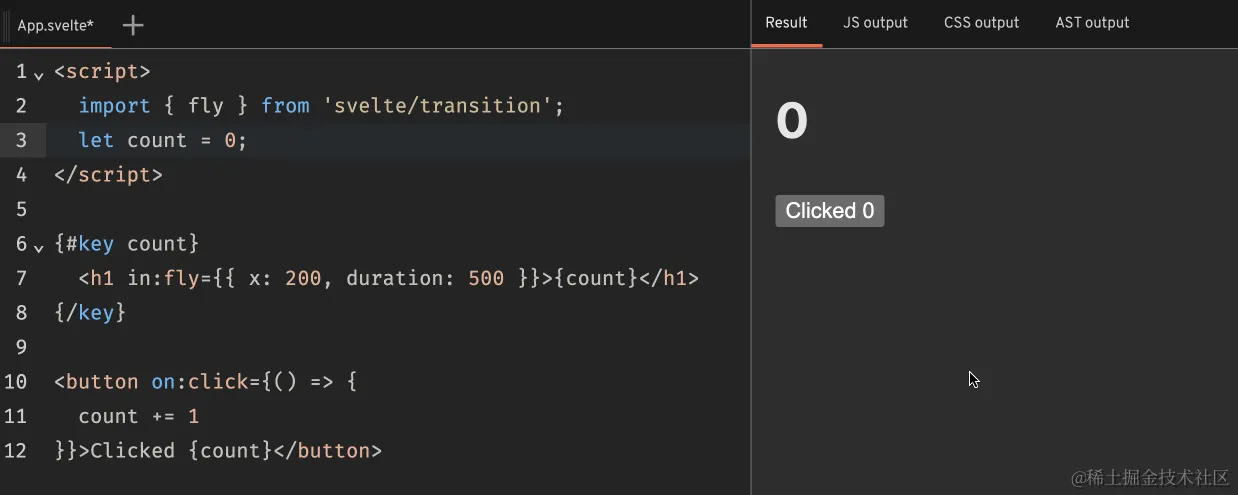 App.svelte*
Result JS output CSS output AST output
1 <script>
2 import { fly } from 'svelte/transition';
3 let count = 0;
4 </script>
5
6 {#key count}
7 <h1 in:fly={{ x: 200, duration: 500 }}>{count}</h1>
8 {/key}
9
10 <button on:click={() => {
11 count += 1
12 }}>Clicked {count}</button>
0
Clicked 0
@稀土掘金技术社区